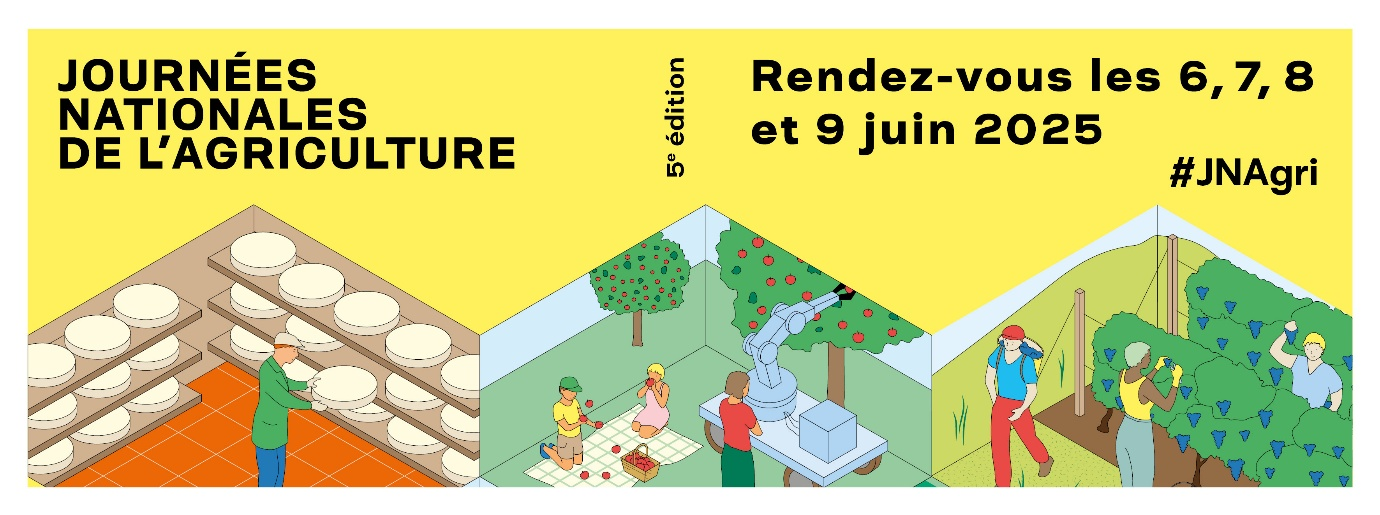 JOURNÉES
NATIONALES
DE L’AGRICULTURE
5e édition
Rendez-vous les 6, 7, 8
et 9 juin 2025
#JNAgri